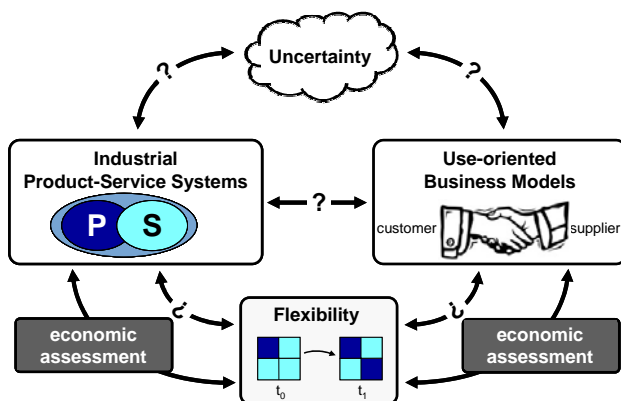 Uncertainty
?
?
Industrial
Product-Service Systems
P S
?
Use-oriented
Business Models
customer
supplier
?
?
economic
assessment
Flexibility
t0
t1
economic
assessment